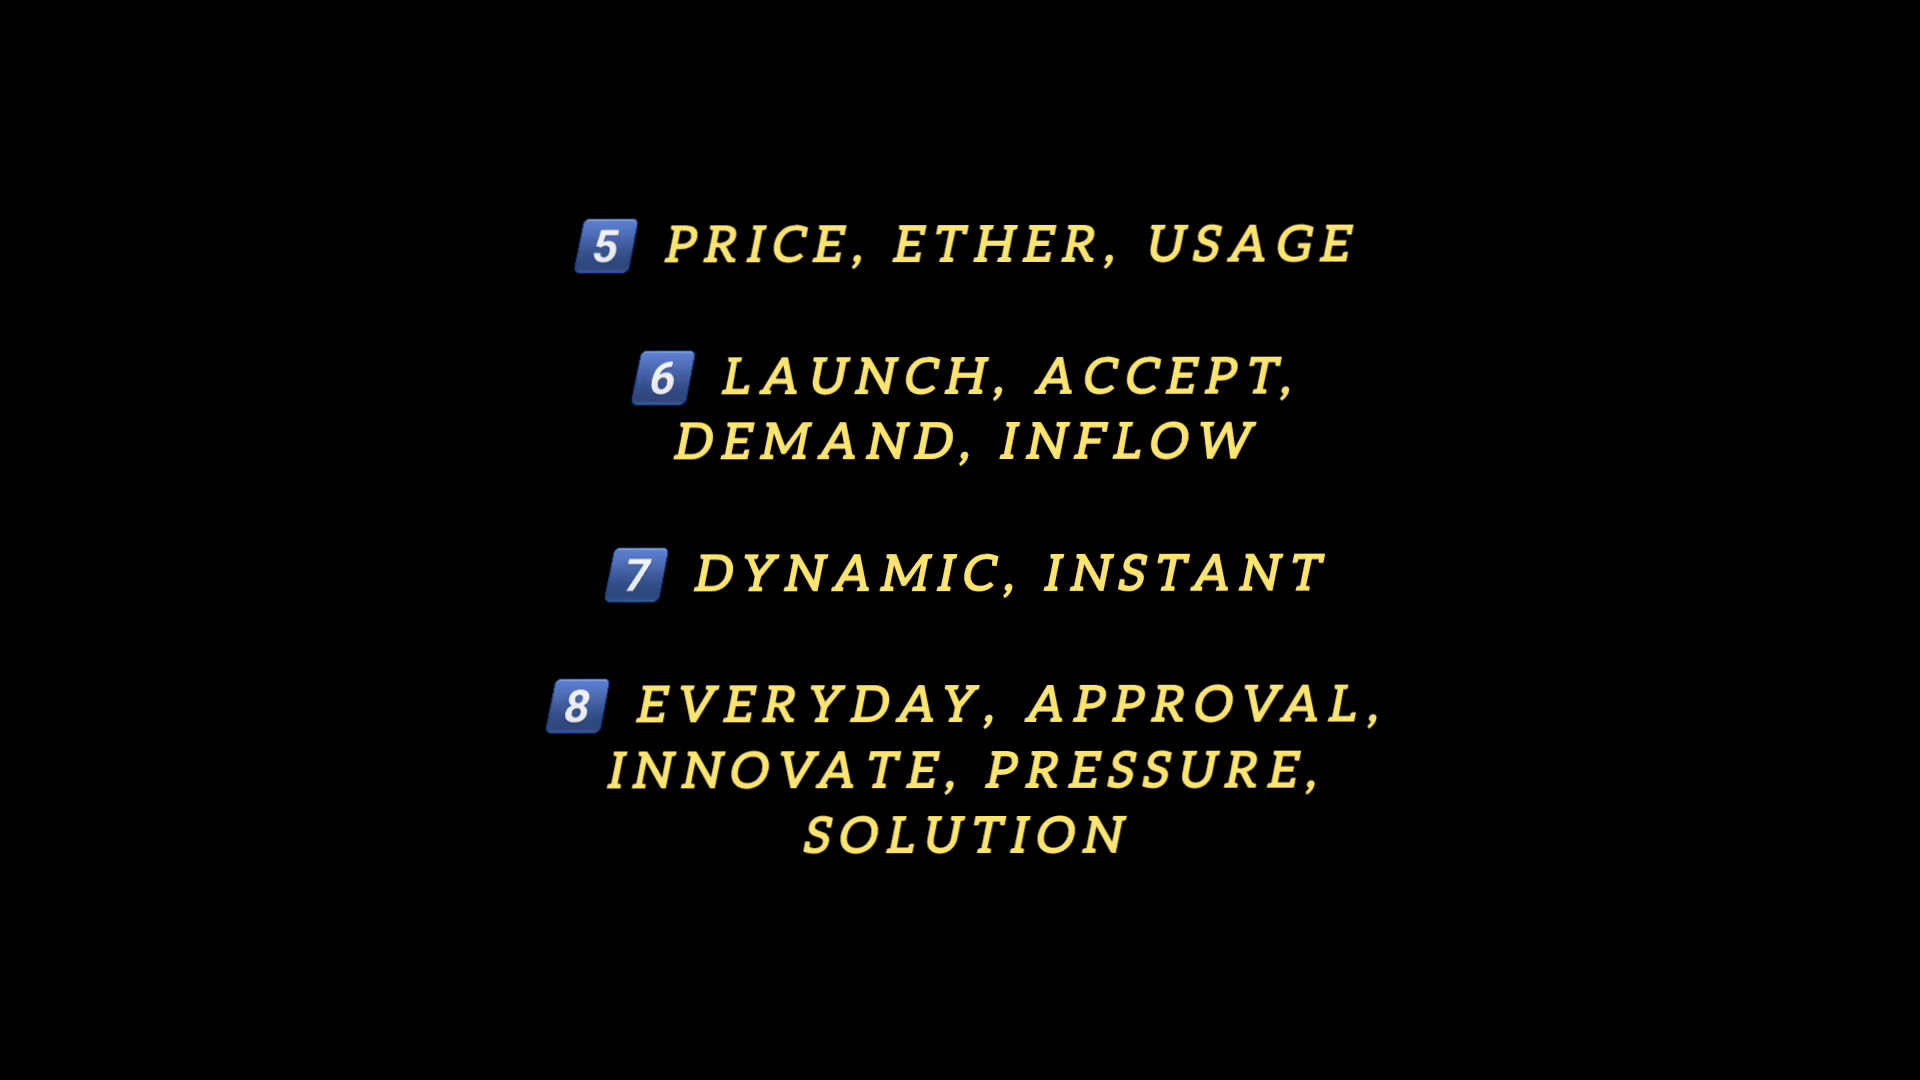 5 PRICE, ETHER, USAGE
6 LAUNCH, ACCEPT,
DEMAND, INFLOW
7 DYNAMIC, INSTANT
8 EVERYDAY, APPROVAL,
INNOVATE, PRESSURE,
SOLUTION